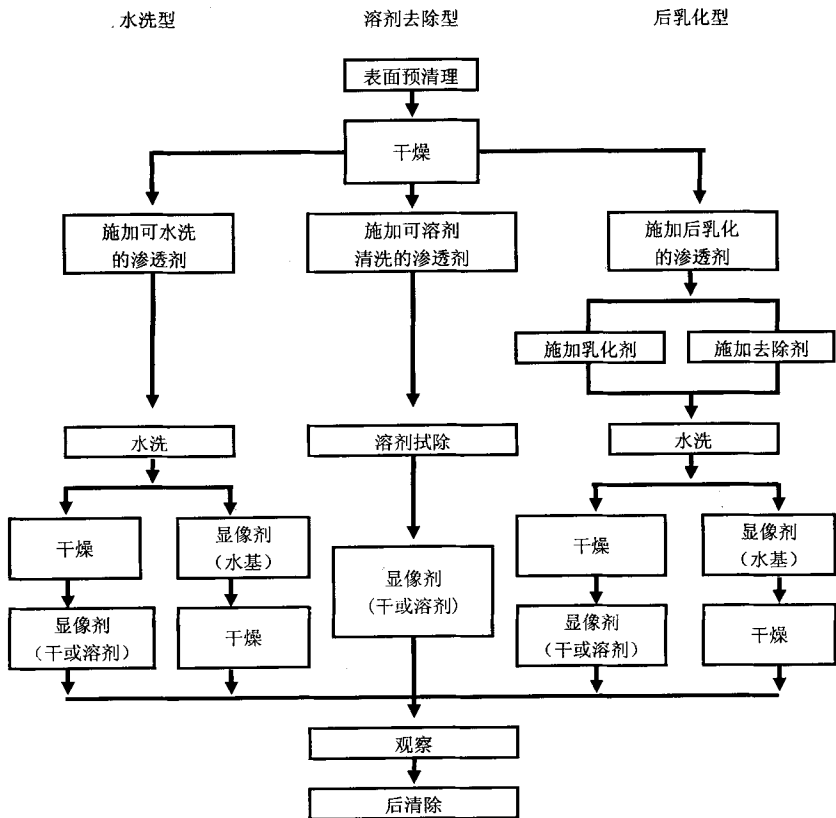 水洗型
溶剂去除型
后乳化型
表面预清理
干燥
施加可水洗
的渗透剂
施加可溶剂
清洗的渗透剂
施加后乳化
的渗透剂
施加乳化剂
施加去除剂
水洗
溶剂拭除
水洗
干燥
显像剂
（水基）
显像剂
(干或溶剂)
干燥
显像剂
（水基）
显像剂
（干或溶剂）
干燥
显像剂
（干或溶剂）
干燥
观察
后清除